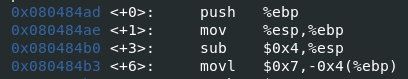 0x080484ad <+0>: push %ebp
0x080484ae <+1>: mov %esp,%ebp
0x080484b0 <+3>: sub $0x4,%esp
0x080484b3 <+6>: movl $0x7,-0x4(%ebp)